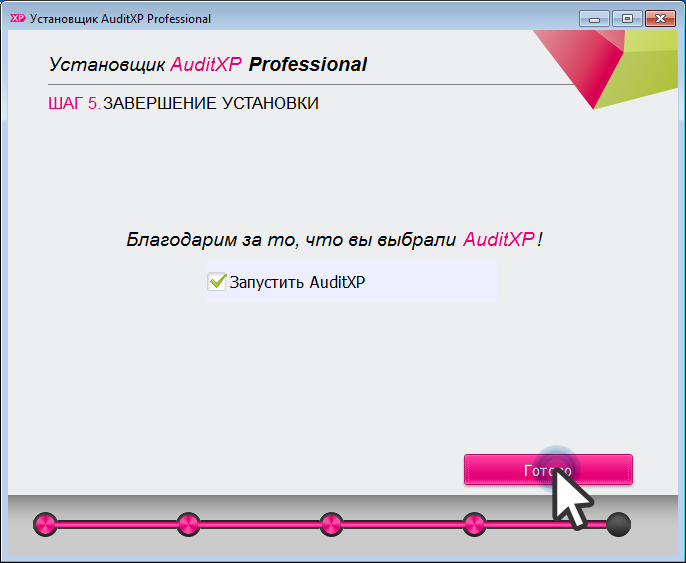 XP Установщик AuditXP Professional
Установщик AuditXP Professional
ШАГ 5. ЗАВЕРШЕНИЕ УСТАНОВКИ
Благодарим за то, что вы выбрали AuditXP!
Запустить AuditXP
Готово